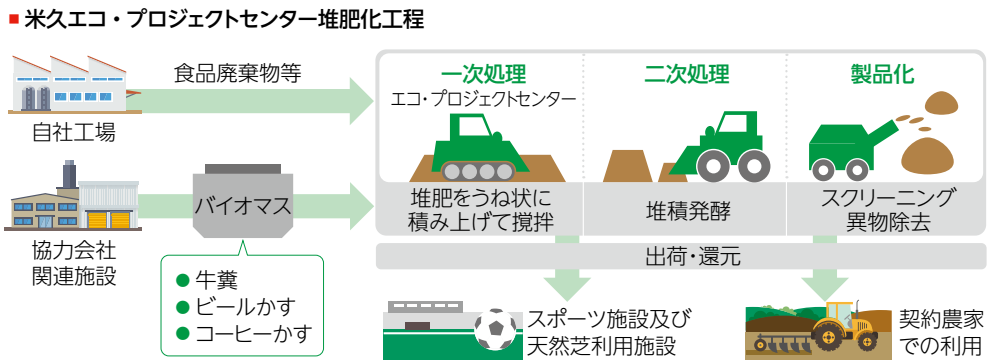 米久エコ・プロジェクトセンター堆肥化工程
食品廃棄物等
自社工場
協力会社
関連施設
バイオマス
牛糞
ビールかす
コーヒーかす
一次処理
エコ・プロジェクトセンター
堆肥をうね状に
積み上げて撹拌
二次処理
堆積発酵
製品化
スクリーニング
異物除去
出荷・還元
スポーツ施設及び
天然芝利用施設
契約農家
での利用